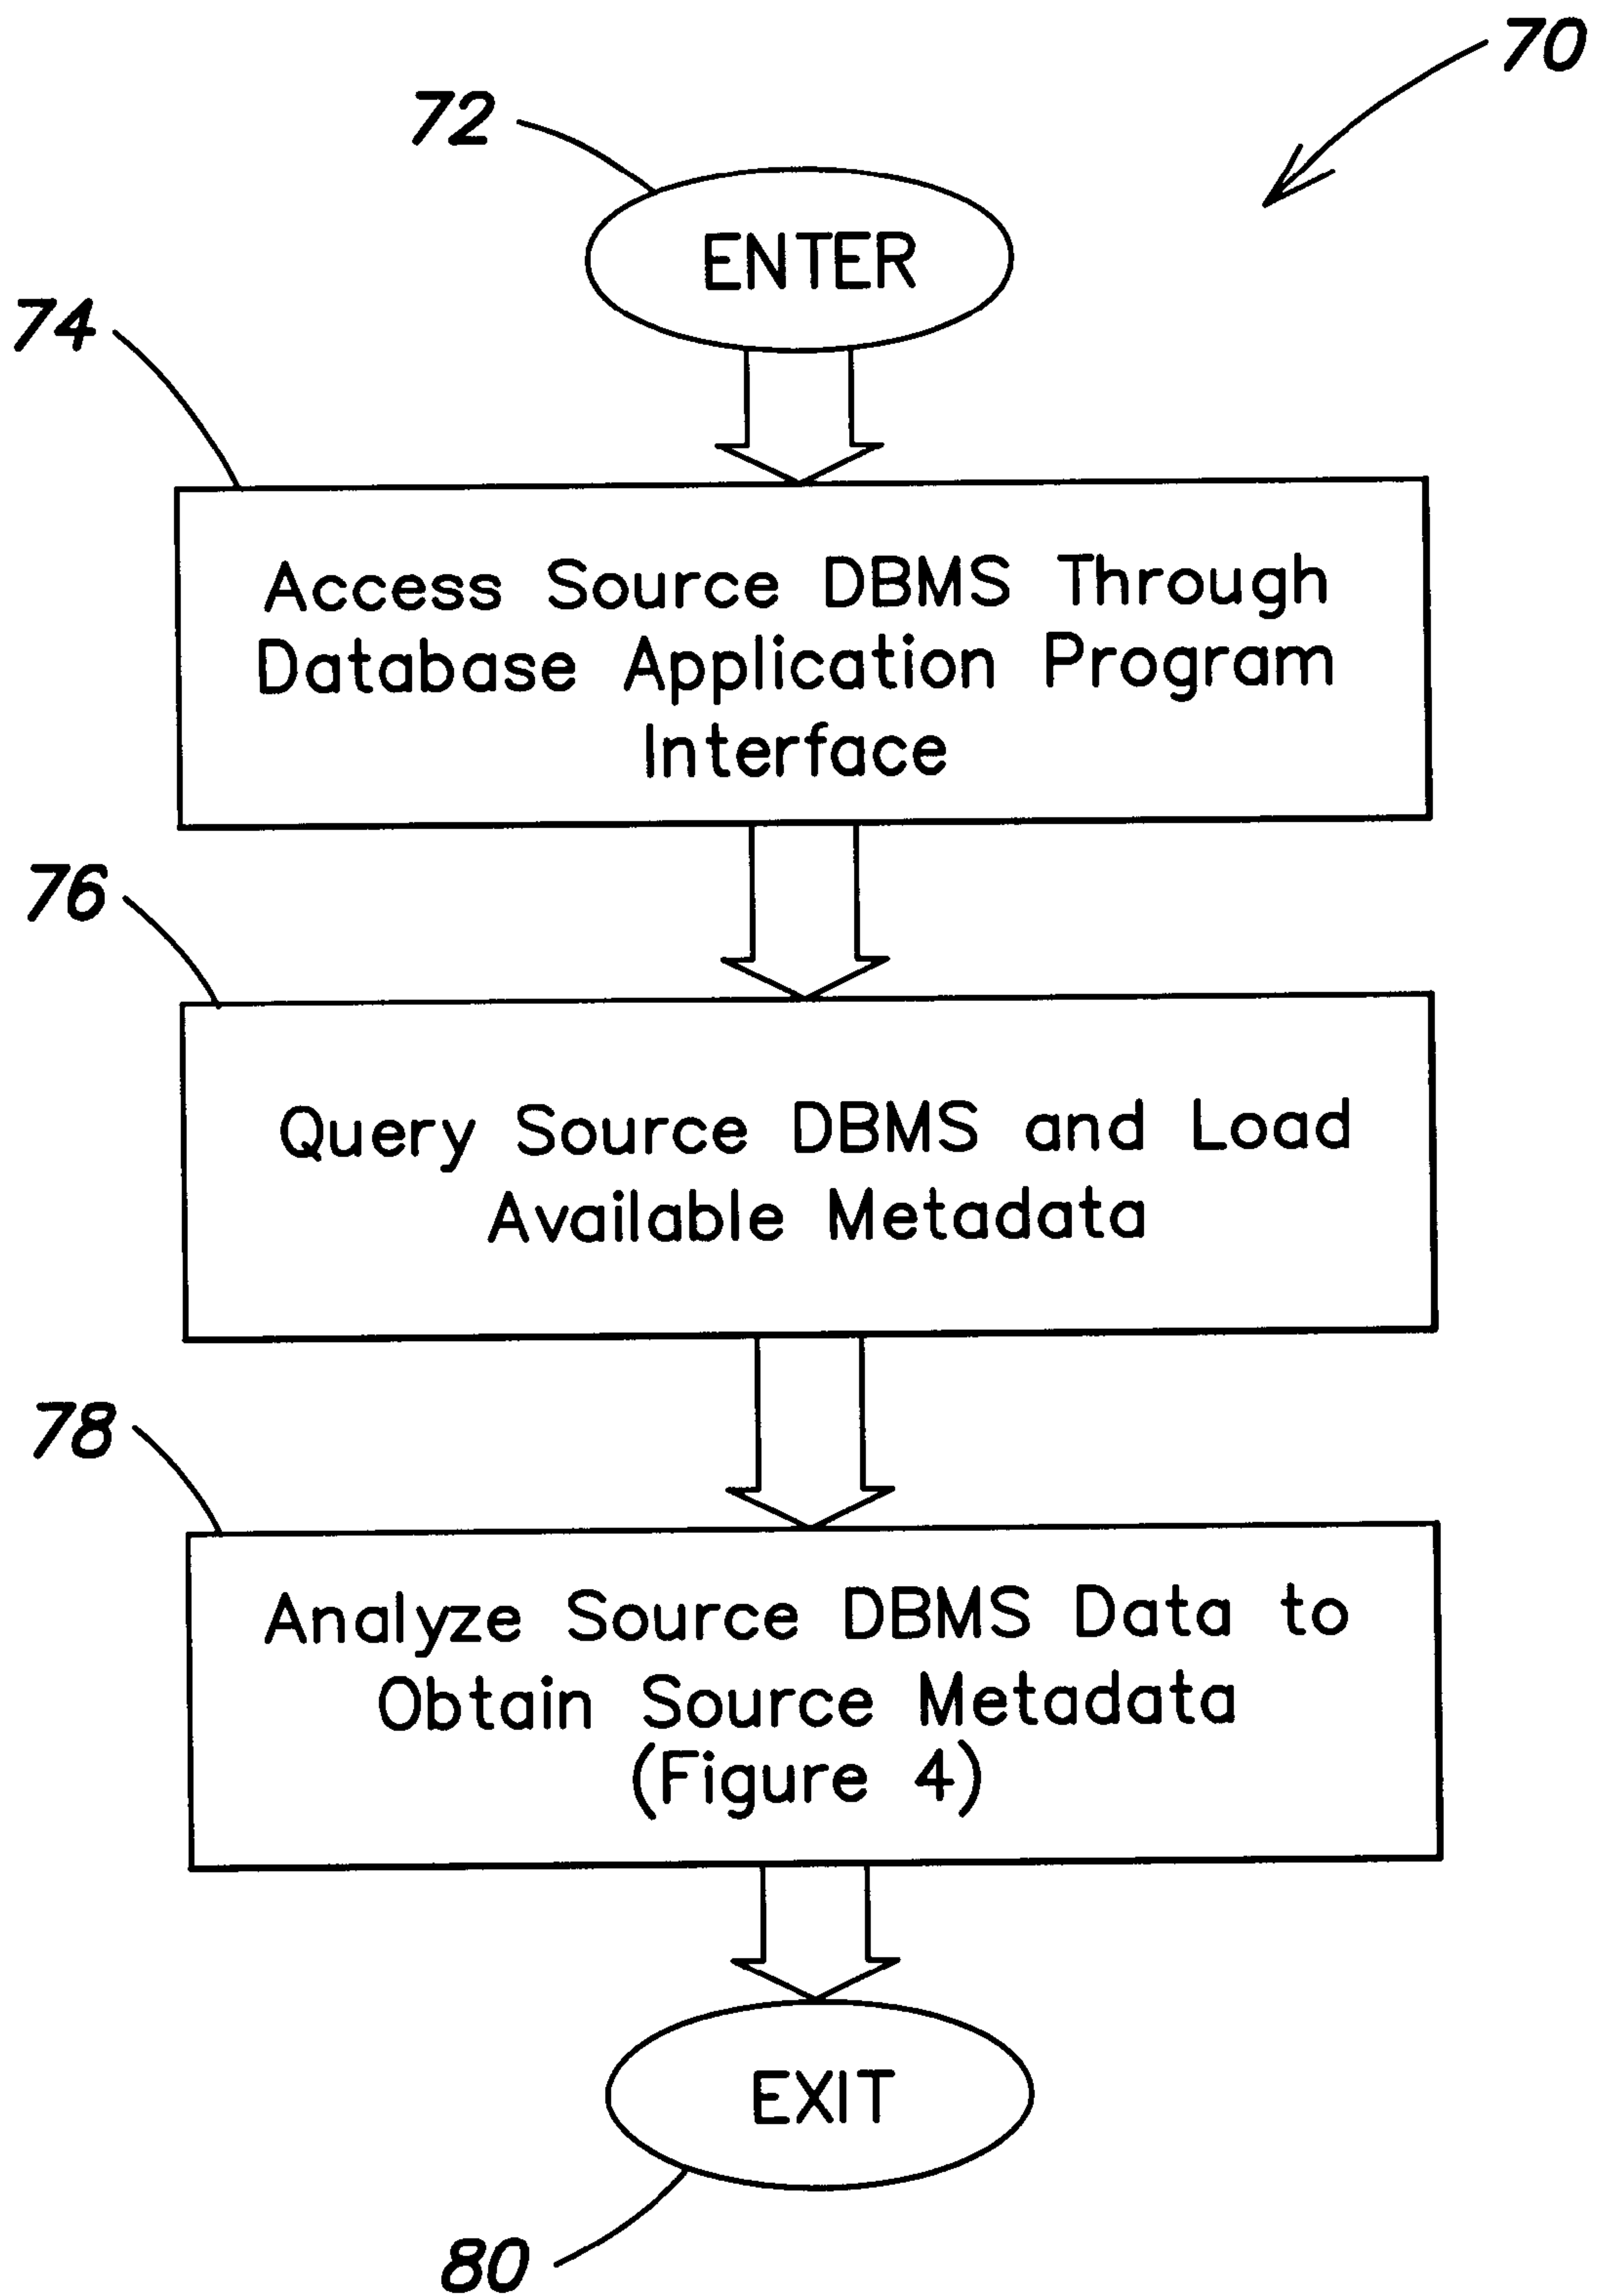 70
72
ENTER
74
Access Source DBMS Through
Database Application Program
Interface
76
Query Source DBMS and Load
Available Metadata
78
Analyze Source DBMS Data to
Obtain Source Metadata
(Figure 4)
EXIT
80